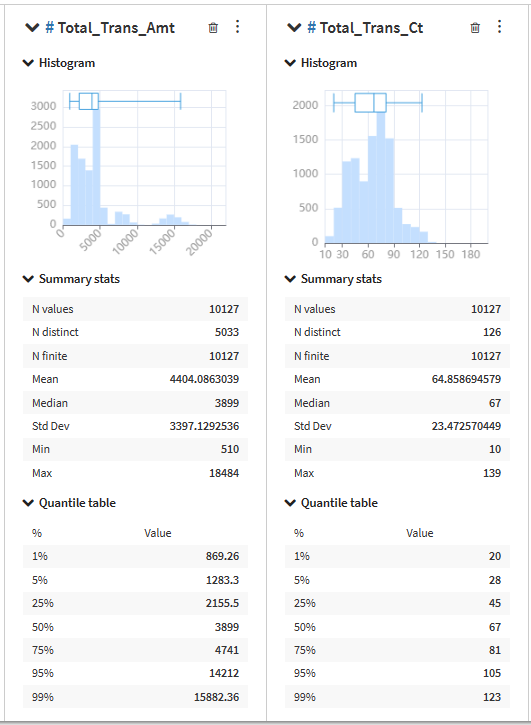 # Total_Trans_Amt
Histogram
3000
2500
2000
1500
1000
500
0
0
5000
10000
15000
20000
Summary stats
N values 10127
N distinct 5033
N finite 10127
Mean 4404.0863039
Median 3899
Std Dev 3397.1292536
Min 510
Max 18484
Quantile table
% Value
1% 869.26
5% 1283.3
25% 2155.5
50% 3899
75% 4741
95% 14212
99% 15882.36
# Total_Trans_Ct
Histogram
2000
1500
1000
500
0
10 30 60 90 120 150 180
Summary stats
N values 10127
N distinct 126
N finite 10127
Mean 64.858694579
Median 67
Std Dev 23.472570449
Min 10
Max 139
Quantile table
% Value
1% 20
5% 28
25% 45
50% 67
75% 81
95% 105
99% 123